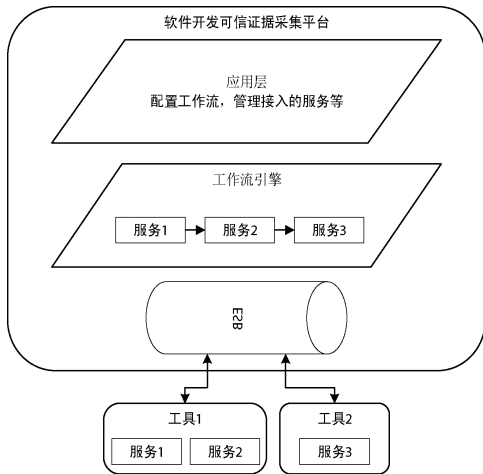 软件开发可信证据采集平台
应用层
配置工作流，管理接入的服务等
工作流引擎
服务1
服务2
服务3
ESB
工具1
服务1
服务2
工具2
服务3